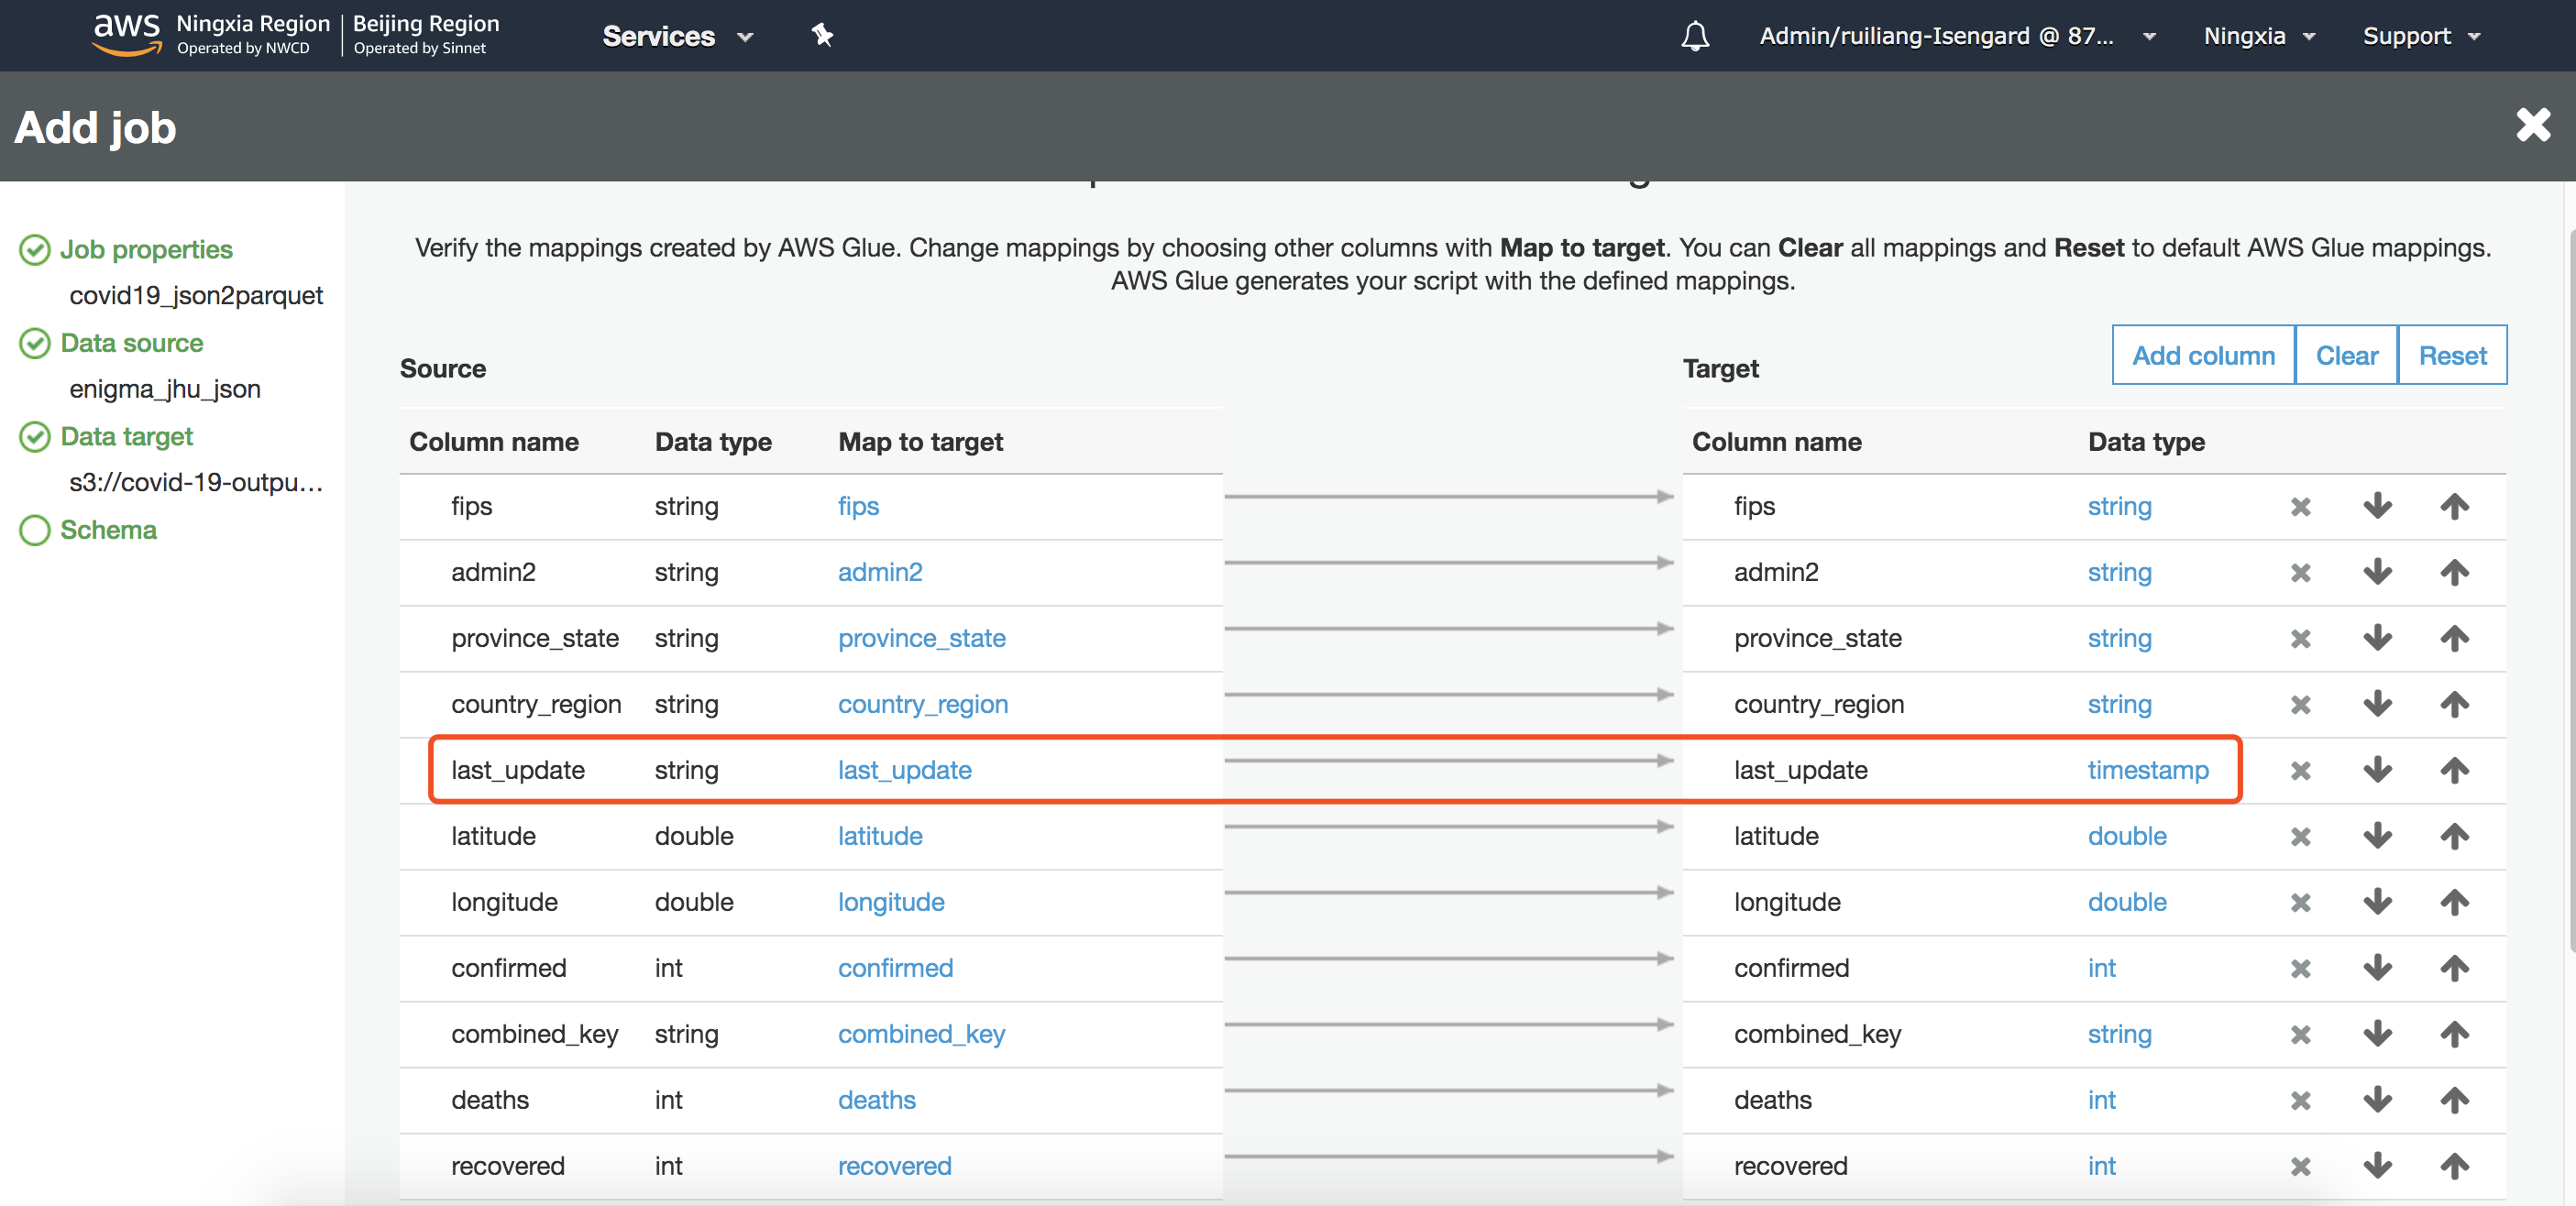 aws Ningxia Region Operated by NWCD Beijing Region Operated by Sinnet Services Admin/ruiliang-Isengard @ 87... Ningxia Support
Add job
Job properties
covid19_json2parquet
Data source
enigma_jhu_json
Data target
s3://covid-19-outpu...
Schema
Verify the mappings created by AWS Glue. Change mappings by choosing other columns with Map to target. You can Clear all mappings and Reset to default AWS Glue mappings.
AWS Glue generates your script with the defined mappings.
Source Target Add column Clear Reset
Column name Data type Map to target Column name Data type
fips string fips fips string
admin2 string admin2 admin2 string
province_state string province_state province_state string
country_region string country_region country_region string
last_update string last_update last_update timestamp
latitude double latitude latitude double
longitude double longitude longitude double
confirmed int confirmed confirmed int
combined_key string combined_key combined_key string
deaths int deaths deaths int
recovered int recovered recovered int